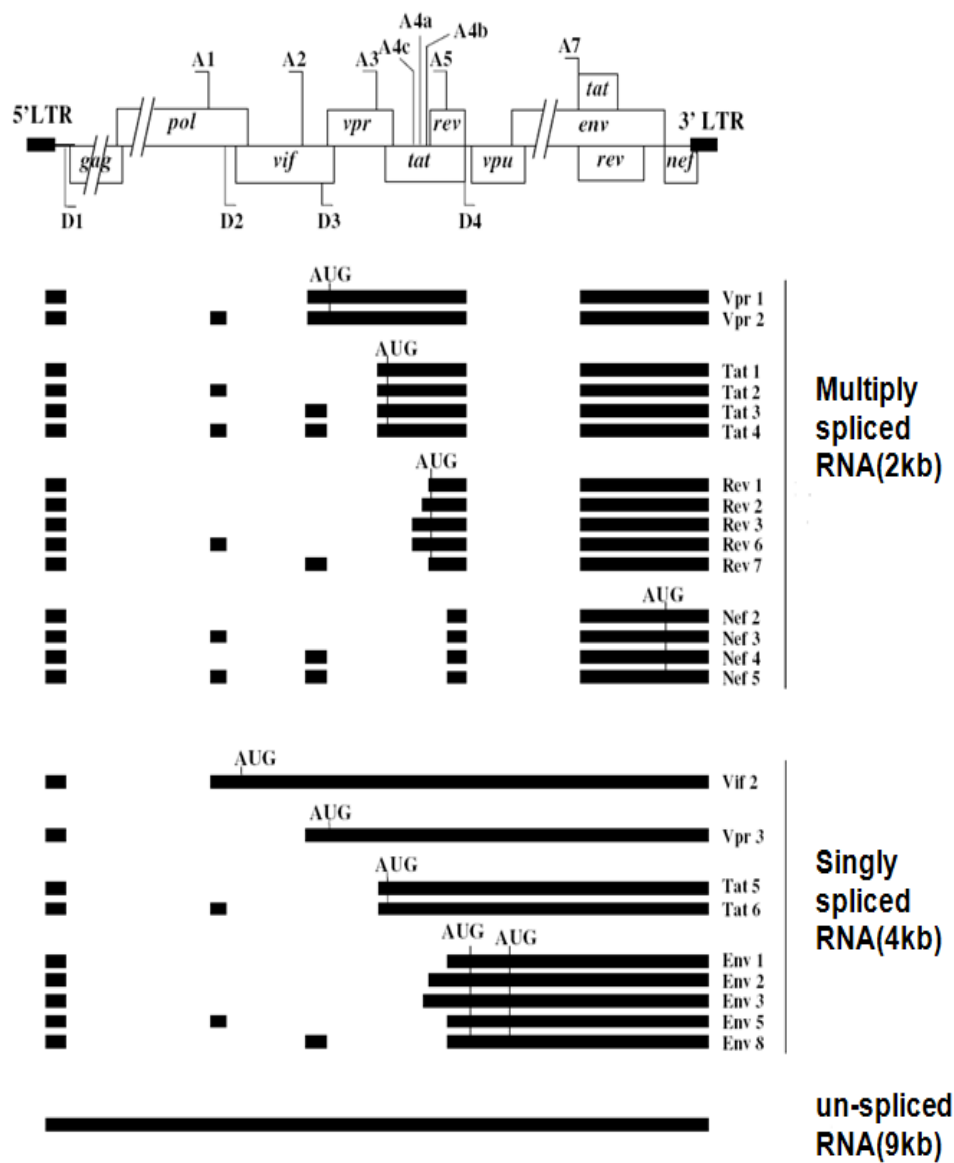 A4a
A4b
A4c
A1
A2
A3
A5
A7
5'LTR
pol
vpr
rev
tat
env
3' LTR
gag
vif
tat
vpu
rev
nef
D1
D2
D3
D4
AUG
Vpr 1
Vpr 2
AUG
Tat 1
Tat 2
Tat 3
Tat 4
AUG
Rev 1
Rev 2
Rev 3
Rev 6
Rev 7
AUG
Nef 2
Nef 3
Nef 4
Nef 5
Multiply
spliced
RNA(2kb)
AUG
Vif 2
AUG
Vpr 3
AUG
Tat 5
Tat 6
AUG AUG
Env 1
Env 2
Env 3
Env 5
Env 8
Singly
spliced
RNA(4kb)
un-spliced
RNA(9kb)